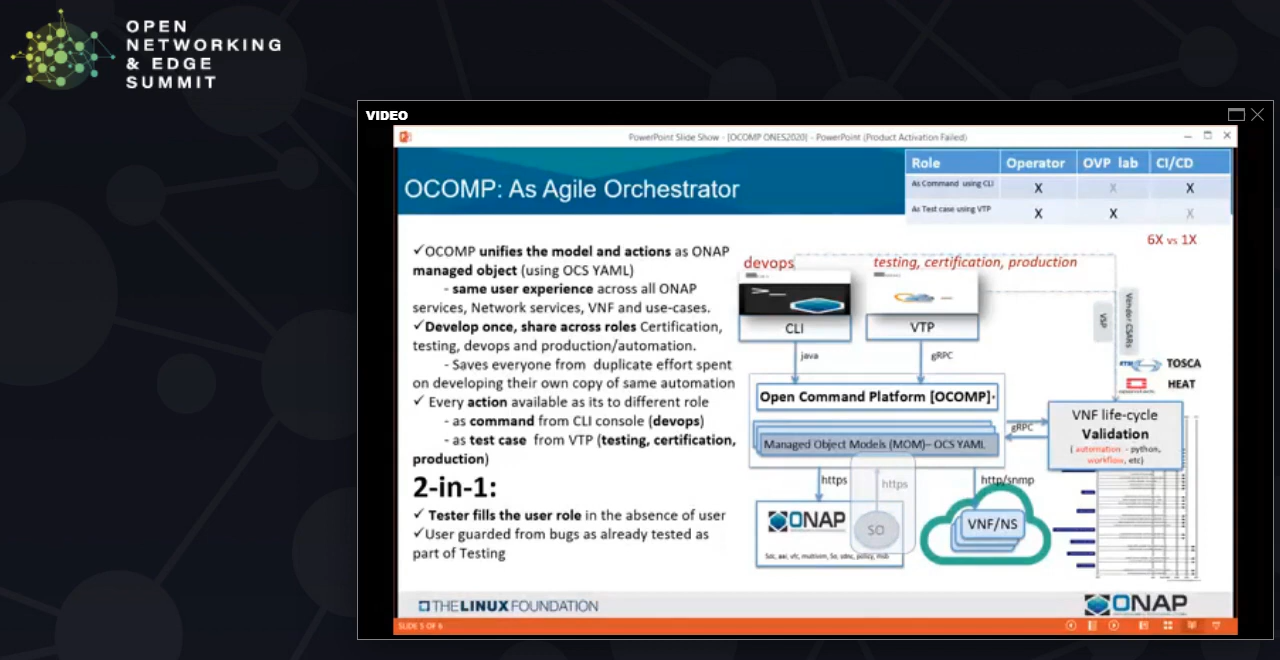 OPEN
NETWORKING
& EDGE
SUMMIT
VIDEO
PowerPoint Slide Show - [OCOMP ONES2020] - PowerPoint (Product Activation Failed)
OCOMP: As Agile Orchestrator
Role Operator OVP lab CI/CD
As Command using CLI X X X
As Test case using VTP X X X
6X vs 1X
✓OCOMP unifies the model and actions as ONAP
managed object (using OCS YAML)
- same user experience across all ONAP
services, Network services, VNF and use-cases.
✓Develop once, share across roles Certification,
testing, devops and production/automation.
- Saves everyone from duplicate effort spent
on developing their own copy of same automation
✓ Every action available as its to different role
- as command from CLI console (devops)
- as test case from VTP (testing, certification,
production)
2-in-1:
✓ Tester fills the user role in the absence of user
✓User guarded from bugs as already tested as
part of Testing
devops
testing, certification, production
CLI
VTP
java
gRPC
VSP
Vendor CSARs
TOSCA
HEAT
Open Command Platform [OCOMP]
Managed Object Models (MOM)– OCS YAML
gRPC
VNF life-cycle
Validation
( automation - python,
workflow, etc)
https
https
http/snmp
ONAP
SO
VNF/NS
Sdc, aai, vfc, multivim, So, sdnc, policy, msb
THE LINUX FOUNDATION
ONAP
SLIDE 5 OF 6